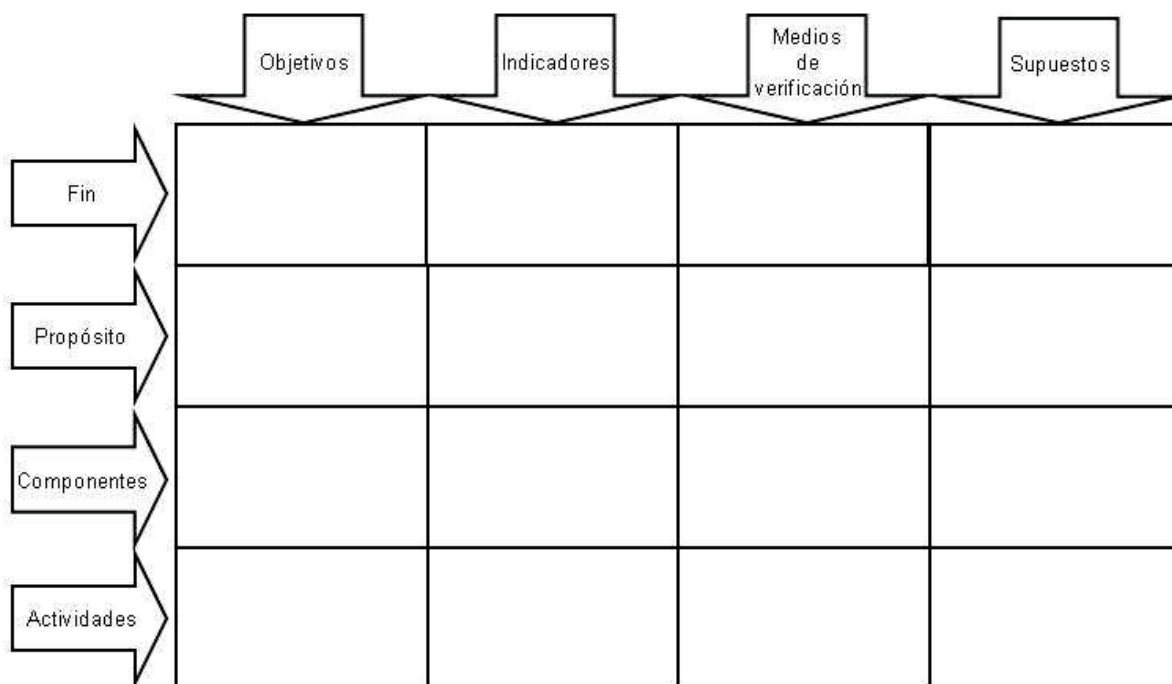 Objetivos
Indicadores
Medios
de
verificación
Supuestos
Fin
Propósito
Componentes
Actividades